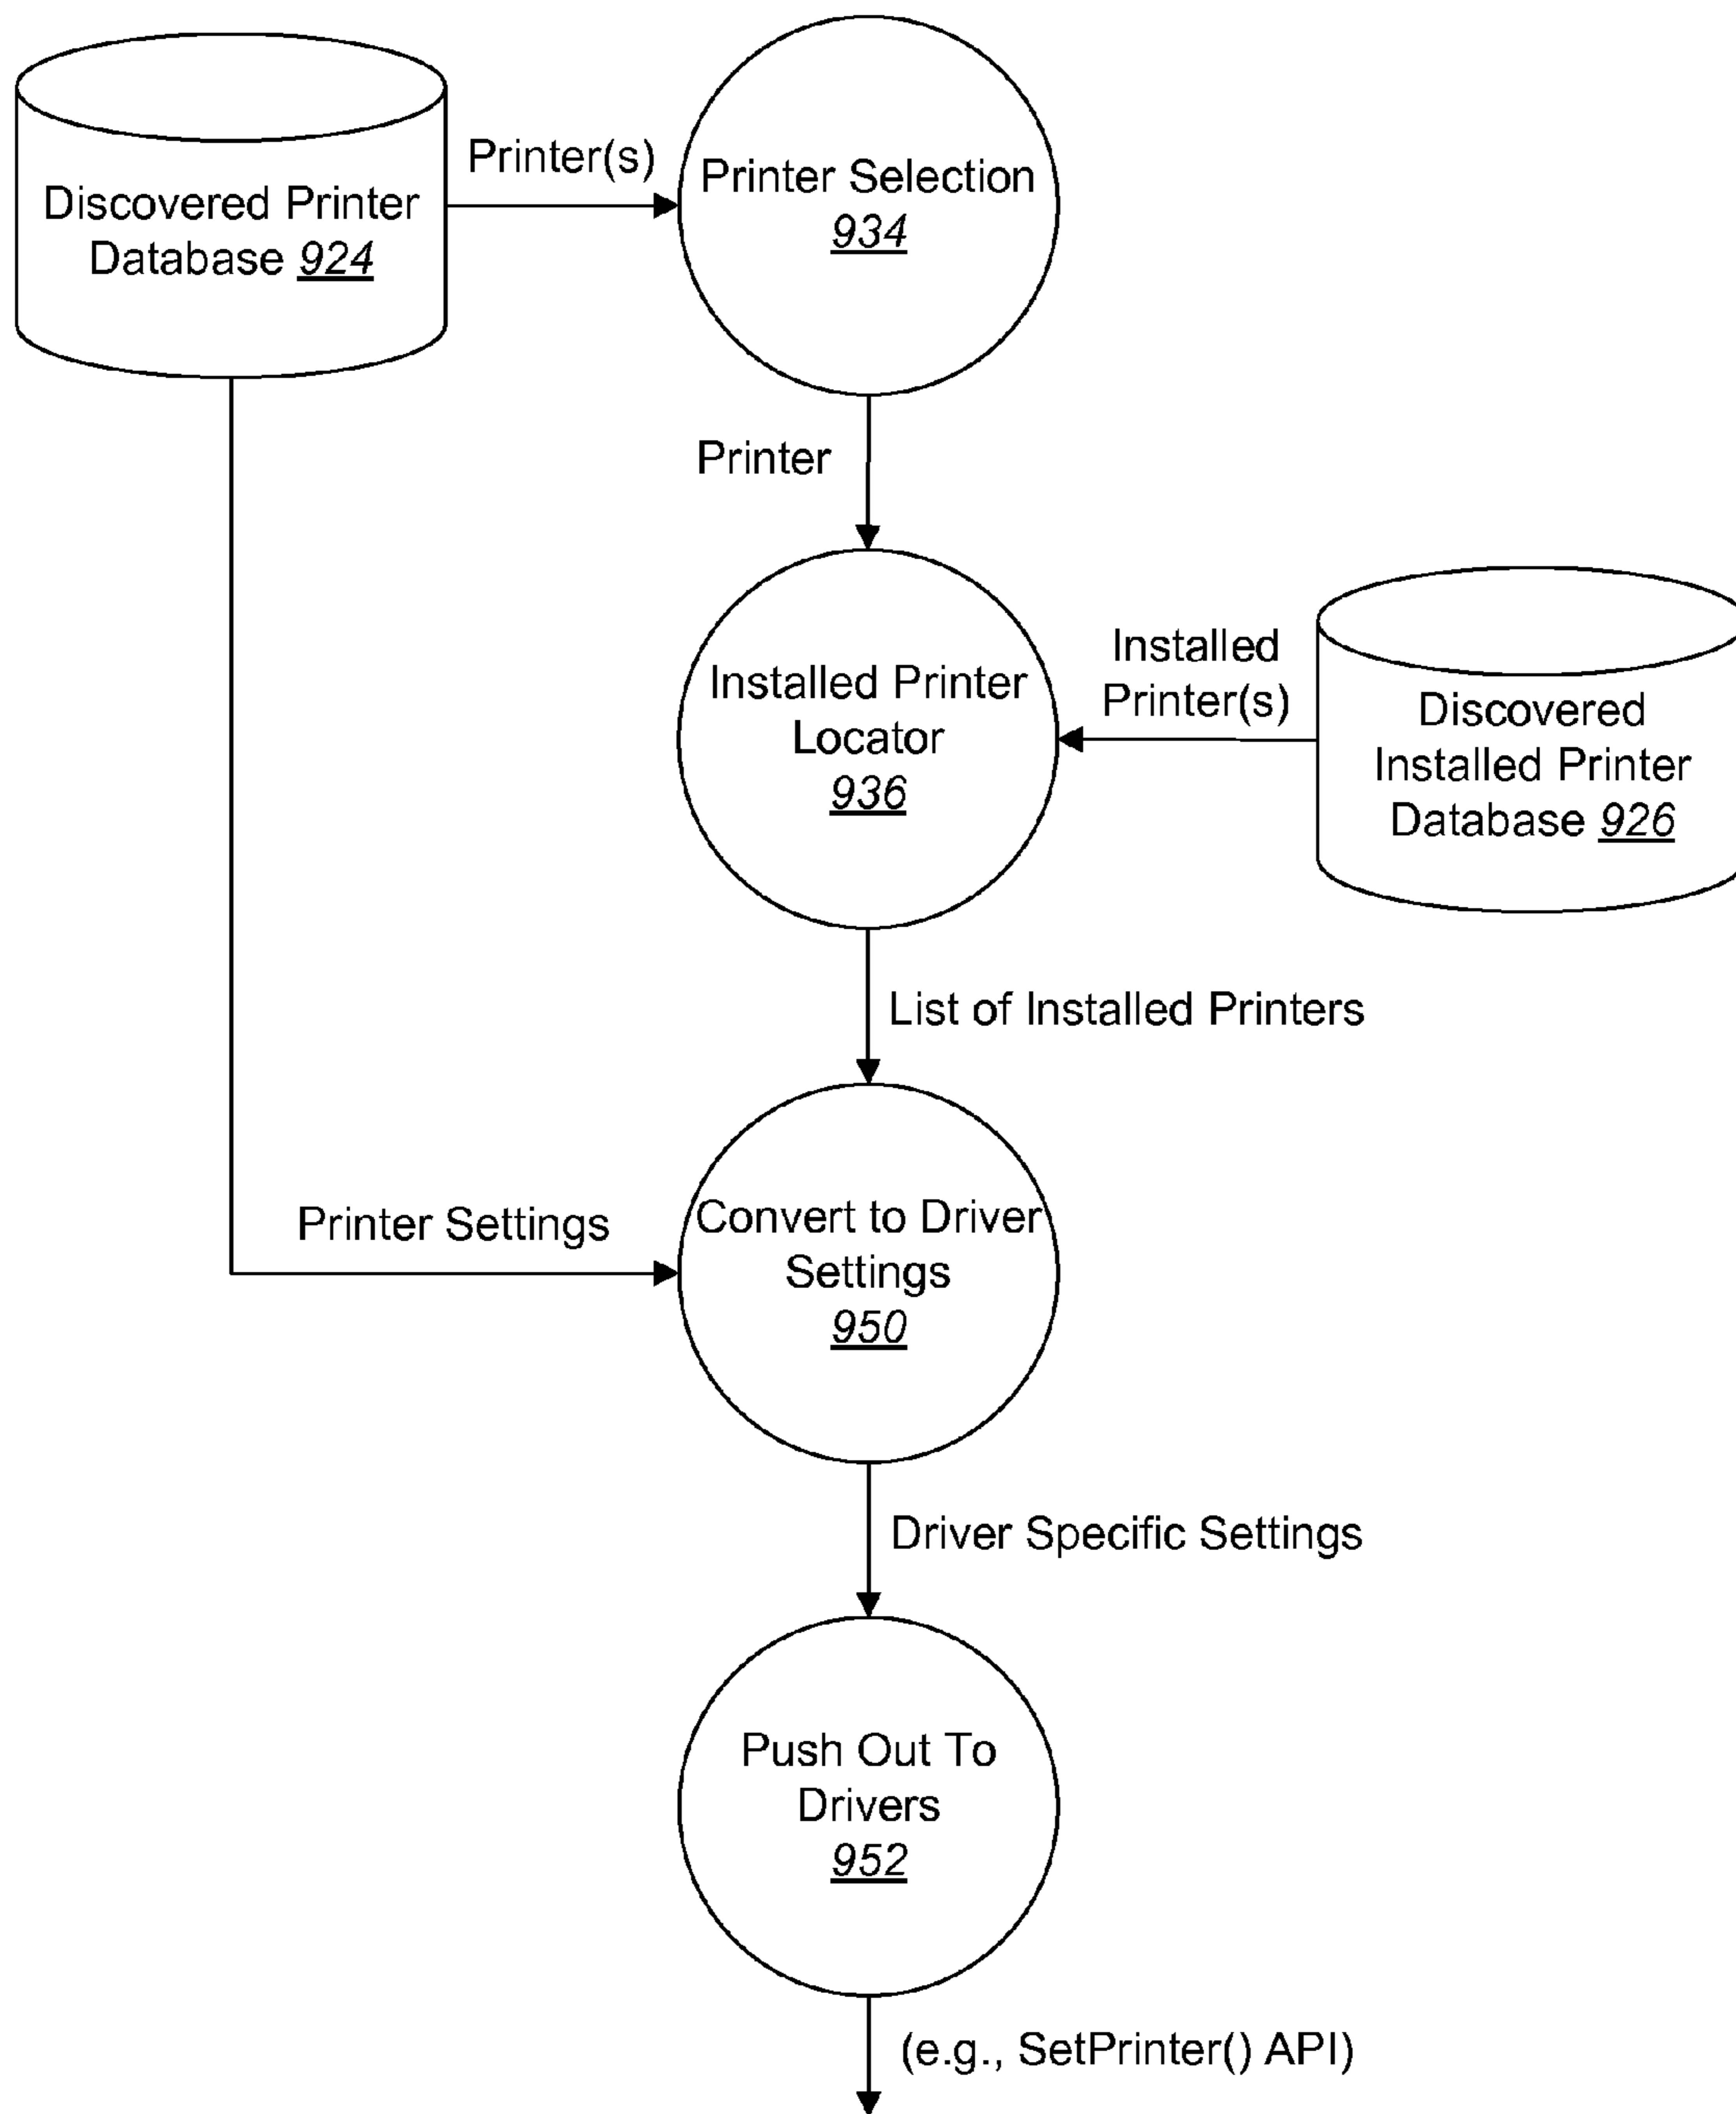 Discovered Printer
Database 924
Printer(s)
Printer Selection
934
Printer
Installed Printer
Locator
936
Installed
Printer(s)
Discovered
Installed Printer
Database 926
List of Installed Printers
Printer Settings
Convert to Driver
Settings
950
Driver Specific Settings
Push Out To
Drivers
952
(e.g., SetPrinter() API)